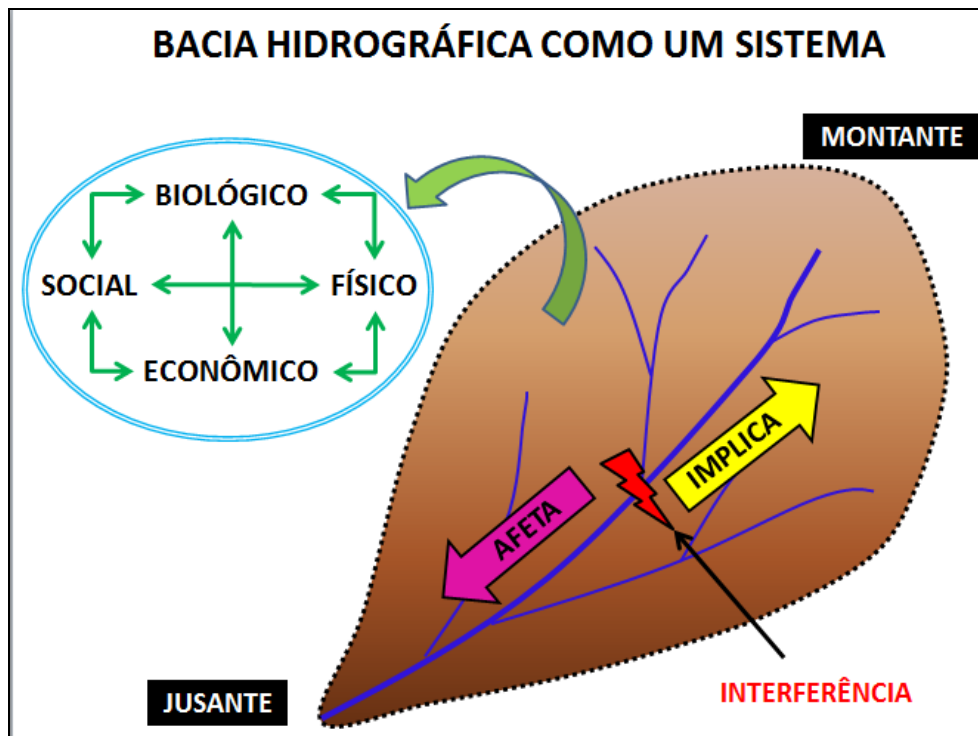 BACIA HIDROGRÁFICA COMO UM SISTEMA
MONTANTE
BIOLÓGICO
SOCIAL
FÍSICO
ECONÔMICO
IMPLICA
AFETA
JUSANTE
INTERFERÊNCIA